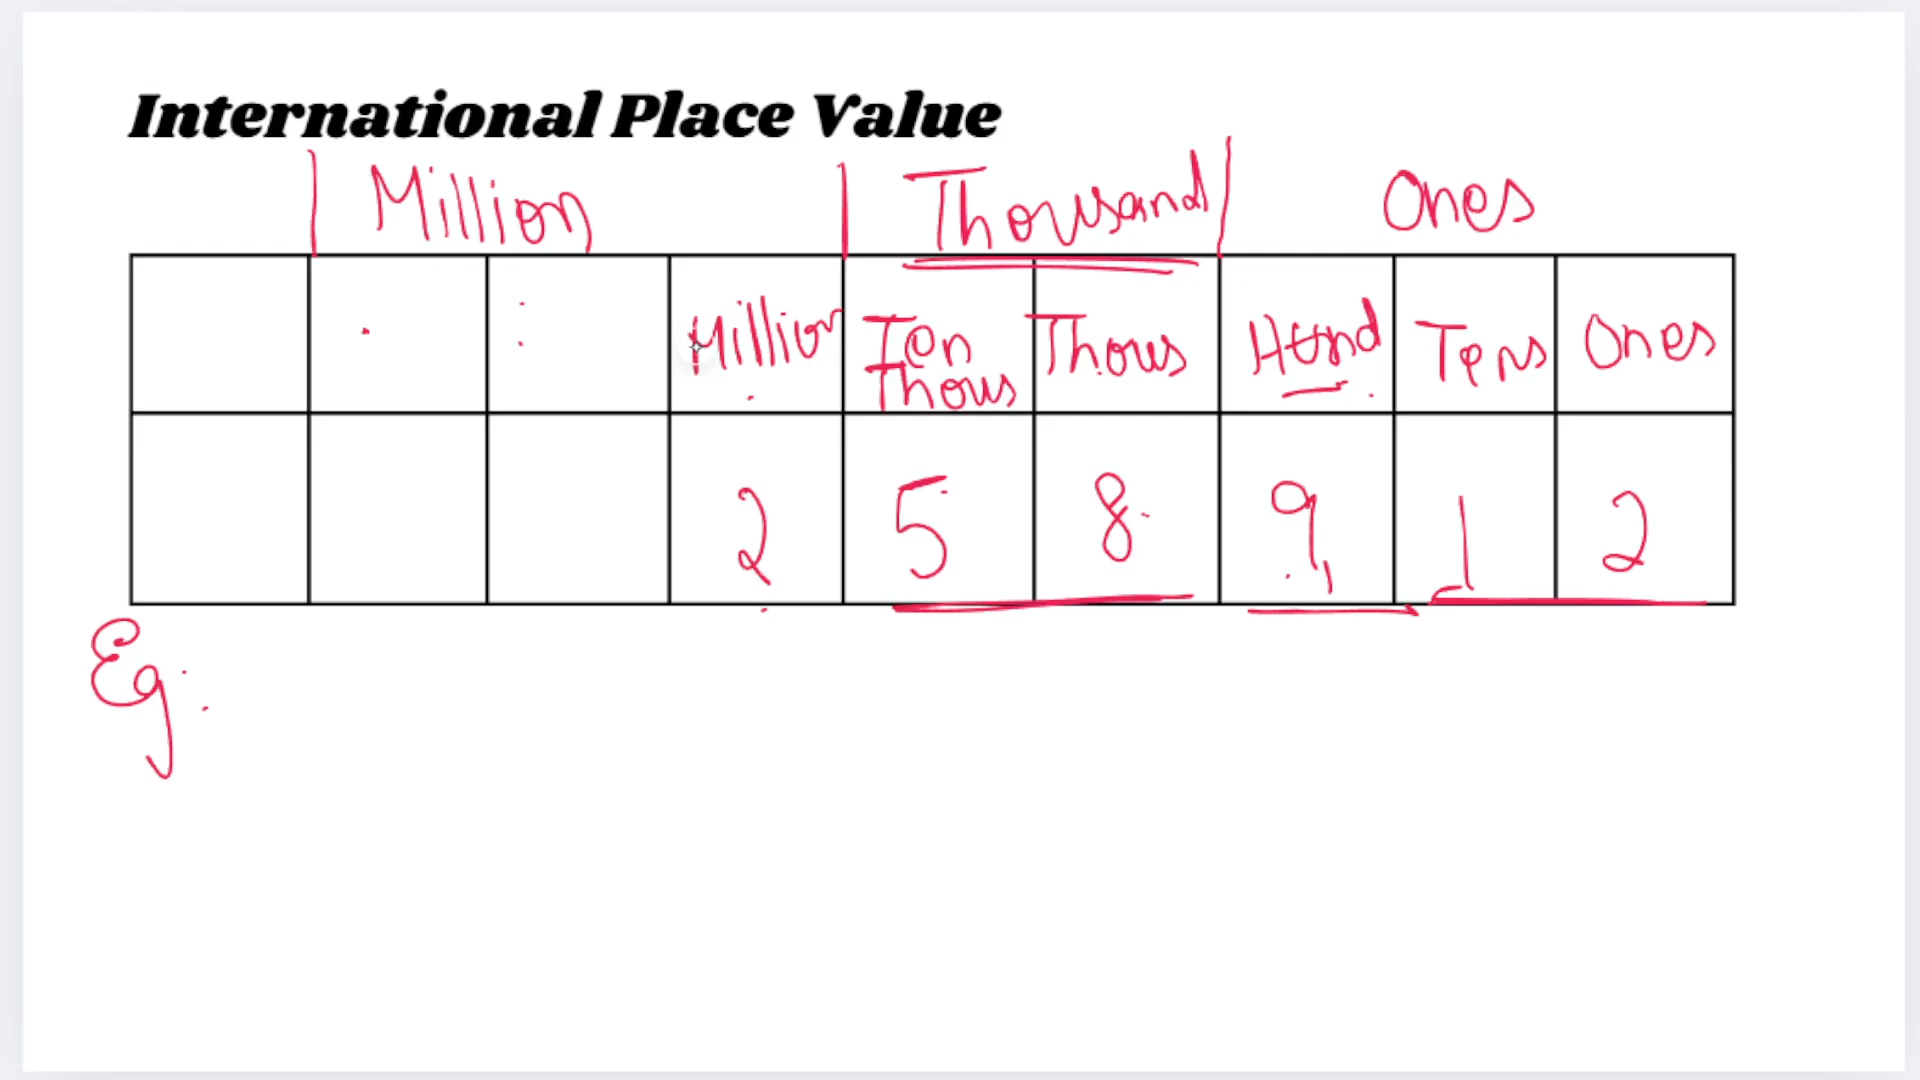 International Place Value
Million Thousand Ones
Million Ten Thous Thous Hund Tens Ones
2 5 8 9, 1 2
Eg: